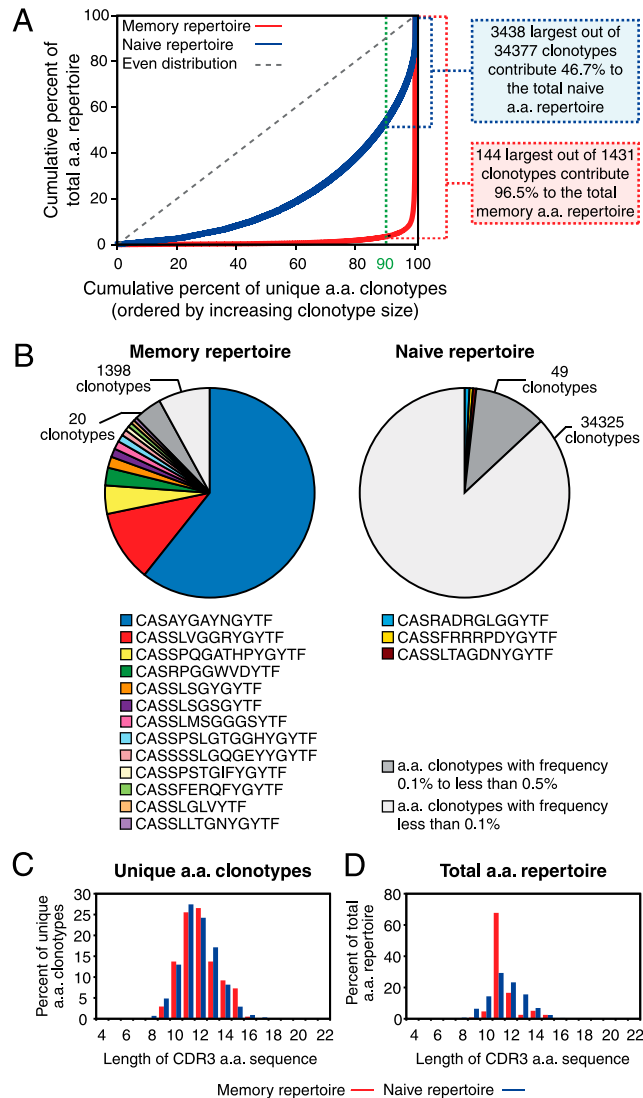 A
Memory repertoire
Naive repertoire
Even distribution
Cumulative percent of
total a.a. repertoire
100
80
60
40
20
0
0 20 40 60 80 90 100
Cumulative percent of unique a.a. clonotypes
(ordered by increasing clonotype size)
3438 largest out of
34377 clonotypes
contribute 46.7% to
the total naive
a.a. repertoire
144 largest out of 1431
clonotypes contribute
96.5% to the total
memory a.a. repertoire
B
Memory repertoire
1398
clonotypes
20
clonotypes
CASAYGAYNGYTF
CASSLVGGRYGYTF
CASSPQGATHPYGYTF
CASRPGGWVDYTF
CASSLSGYGYTF
CASSLSGSGYTF
CASSLMSGGGSYTF
CASSPSLGTGGHYGYTF
CASSSSLGQGEYYGYTF
CASSPSTGIFYGYTF
CASSFERQFYGYTF
CASSLGLVYTF
CASSLLTGNYGYTF
Naive repertoire
49
clonotypes
34325
clonotypes
CASRADRGLGGYTF
CASSFRRRPDYGYTF
CASSLTAGDNYGYTF
a.a. clonotypes with frequency
0.1% to less than 0.5%
a.a. clonotypes with frequency
less than 0.1%
C
Unique a.a. clonotypes
Percent of unique
a.a. clonotypes
30
25
20
15
10
5
0
4 6 8 10 12 14 16 18 20 22
Length of CDR3 a.a. sequence
D
Total a.a. repertoire
Percent of total
a.a. repertoire
80
60
40
20
0
4 6 8 10 12 14 16 18 20 22
Length of CDR3 a.a. sequence
Memory repertoire
Naive repertoire